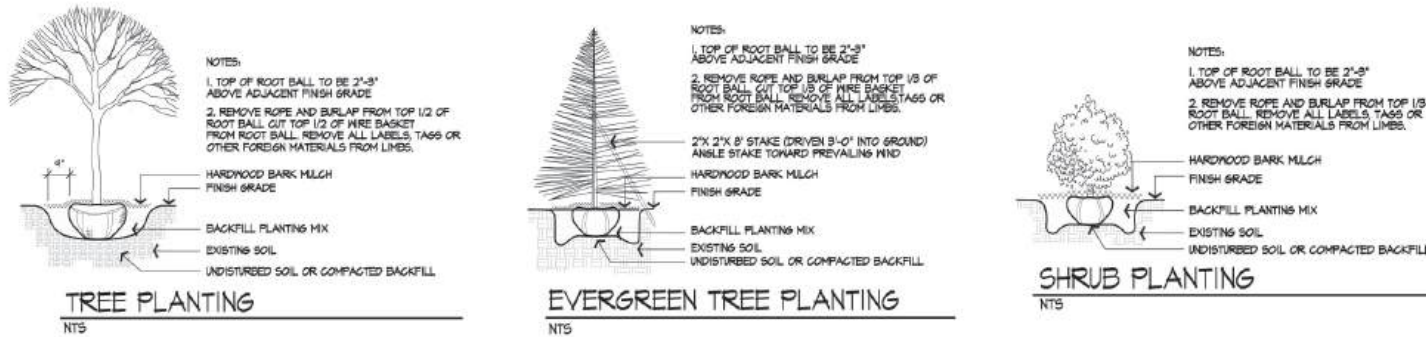 NOTES:
1. TOP OF ROOT BALL TO BE 2"-3"
ABOVE ADJACENT FINISH GRADE
2. REMOVE ROPE AND BURLAP FROM TOP 1/2 OF
ROOT BALL CUT TOP 1/2 OF WIRE BASKET
FROM ROOT BALL. REMOVE ALL LABELS, TAGS OR
OTHER FOREIGN MATERIALS FROM LIMBS.
9"
HARDWOOD BARK MULCH
FINISH GRADE
BACKFILL PLANTING MIX
EXISTING SOIL
UNDISTURBED SOIL OR COMPACTED BACKFILL
TREE PLANTING
NTS
NOTES:
1. TOP OF ROOT BALL TO BE 2"-3"
ABOVE ADJACENT FINISH GRADE
2. REMOVE ROPE AND BURLAP FROM TOP 1/3 OF
ROOT BALL. CUT TOP 1/3 OF WIRE BASKET
FROM ROOT BALL. REMOVE ALL LABELS,TAGS OR
OTHER FOREIGN MATERIALS FROM LIMBS.
2"X 2"X 8' STAKE (DRIVEN 3'-0" INTO GROUND)
ANGLE STAKE TOWARD PREVAILING WIND
HARDWOOD BARK MULCH
FINISH GRADE
BACKFILL PLANTING MIX
EXISTING SOIL
UNDISTURBED SOIL OR COMPACTED BACKFILL
EVERGREEN TREE PLANTING
NTS
NOTES:
1. TOP OF ROOT BALL TO BE 2"-3"
ABOVE ADJACENT FINISH GRADE
2. REMOVE ROPE AND BURLAP FROM TOP 1/3
ROOT BALL. REMOVE ALL LABELS, TAGS OR
OTHER FOREIGN MATERIALS FROM LIMBS.
HARDWOOD BARK MULCH
FINISH GRADE
BACKFILL PLANTING MIX
EXISTING SOIL
UNDISTURBED SOIL OR COMPACTED BACKFILL
SHRUB PLANTING
NTS